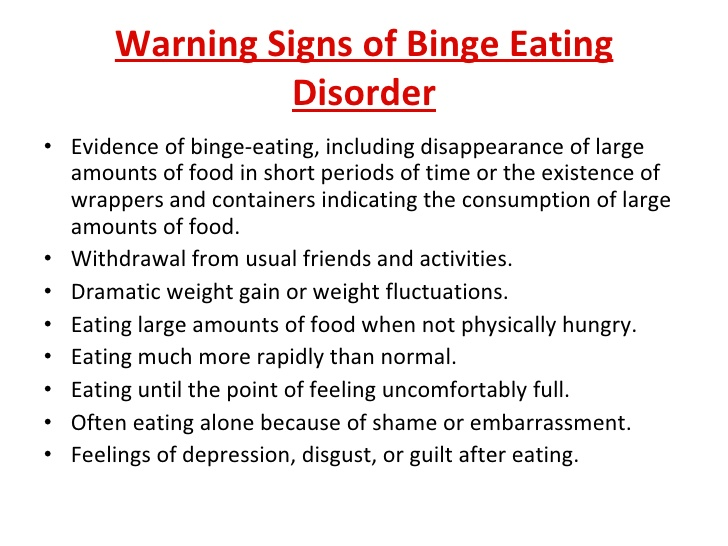 Warning Signs of Binge Eating
Disorder
• Evidence of binge-eating, including disappearance of large
amounts of food in short periods of time or the existence of
wrappers and containers indicating the consumption of large
amounts of food.
• Withdrawal from usual friends and activities.
• Dramatic weight gain or weight fluctuations.
• Eating large amounts of food when not physically hungry.
• Eating much more rapidly than normal.
• Eating until the point of feeling uncomfortably full.
• Often eating alone because of shame or embarrassment.
• Feelings of depression, disgust, or guilt after eating.